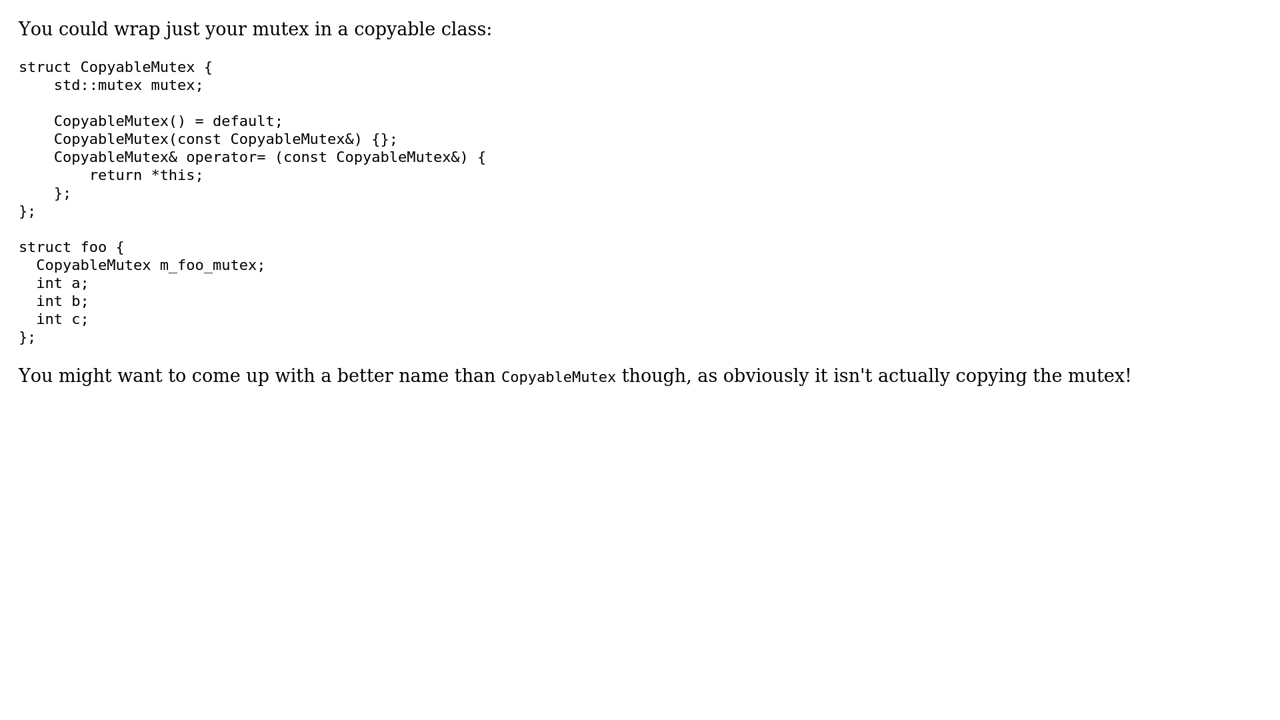 You could wrap just your mutex in a copyable class:
struct CopyableMutex {
    std::mutex mutex;

    CopyableMutex() = default;
    CopyableMutex(const CopyableMutex&) {};
    CopyableMutex& operator= (const CopyableMutex&) {
        return *this;
    };
};

struct foo {
  CopyableMutex m_foo_mutex;
  int a;
  int b;
  int c;
};
You might want to come up with a better name than CopyableMutex though, as obviously it isn't actually copying the mutex!